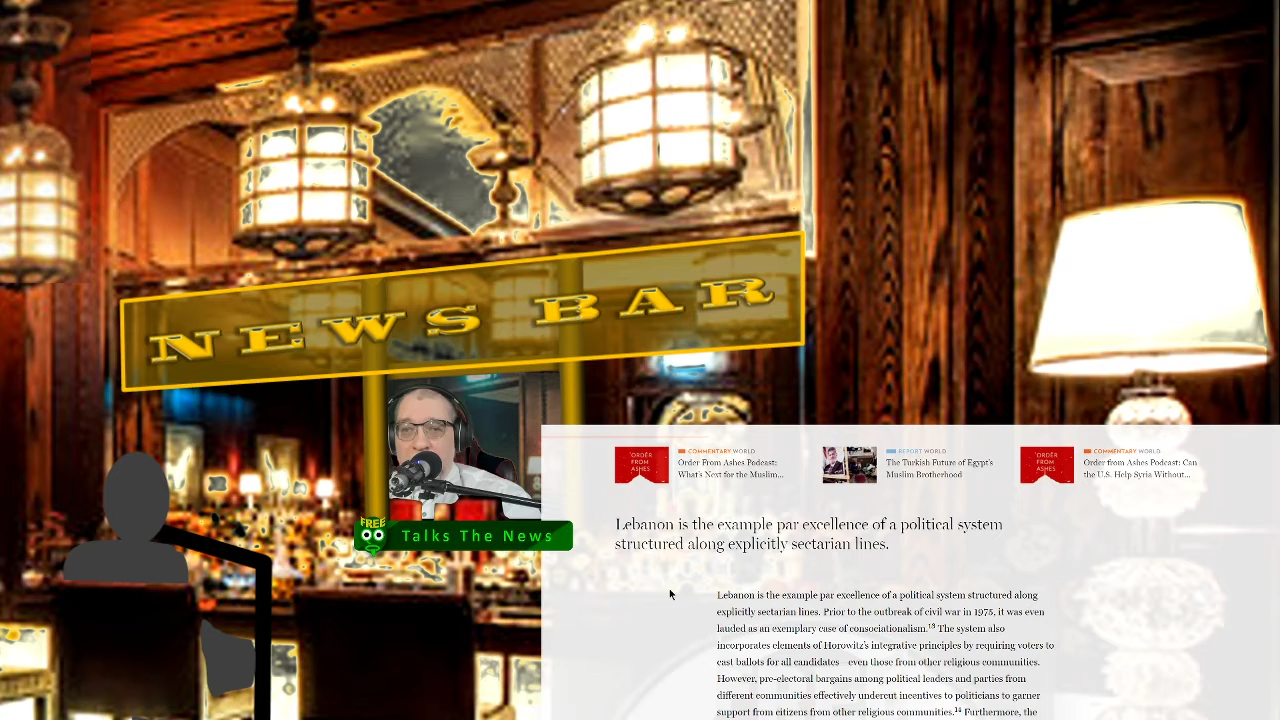 NEWS BAR
FREE
Talks The News
ORDER
FROM
ASHES
COMMENTARY WORLD
Order From Ashes Podcast:
What's Next for the Muslim...
REPORT WORLD
The Turkish Future of Egypt's
Muslim Brotherhood
ORDER
FROM
ASHES
COMMENTARY WORLD
Order from Ashes Podcast: Can
the U.S. Help Syria Without...
Lebanon is the example par excellence of a political system
structured along explicitly sectarian lines.
Lebanon is the example par excellence of a political system structured along
explicitly sectarian lines. Prior to the outbreak of civil war in 1975, it was even
lauded as an exemplary case of consociationalism.13 The system also
incorporates elements of Horowitz's integrative principles by requiring voters to
cast ballots for all candidates—even those from other religious communities.
However, pre-electoral bargains among political leaders and parties from
different communities effectively undercut incentives to politicians to garner
support from citizens from other religious communities.14 Furthermore, the